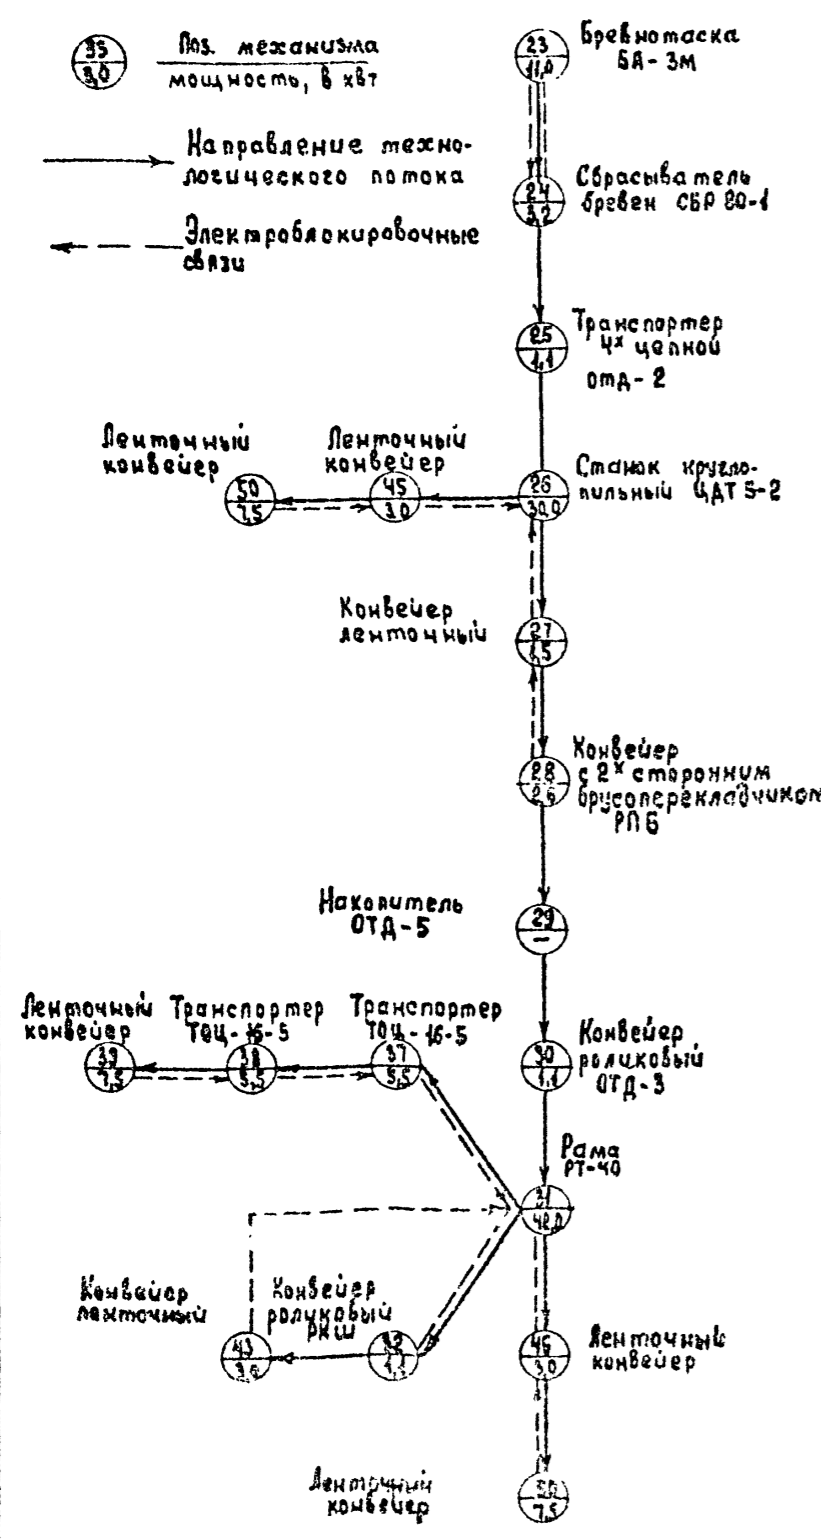 35
3,0
Поз. механизма
мощность, в квт
Направление техно-
логического потока
Электроблокировочные
связи
23
11,0
Бревнотаска
БА-3м
24
3,2
Сбрасыватель
бревен СБР 80-1
25
1,1
Транспортер
4х цепной
ОТД-2
Ленточный
конвейер
50
7,5
Ленточный
конвейер
45
3,0
26
30,0
Станок кругло-
пильный ЦДТ 5-2
Конвейер
ленточный
27
1,5
28
2,6
Конвейер
с 2х сторонним
брусоперекладчиком
РПБ
Накопитель
ОТД-5
29
—
Ленточный
конвейер
39
7,5
Транспортер
ТОЦ-16-5
38
5,5
Транспортер
ТОЦ-16-5
37
5,5
30
1,1
Конвейер
роликовый
ОТД-3
Рама
РТ-40
31
Конвейер
ленточный
43
3,0
Конвейер
роликовый
РКШ
42
46
3,0
Ленточный
конвейер
Ленточный
конвейер
50
7,5